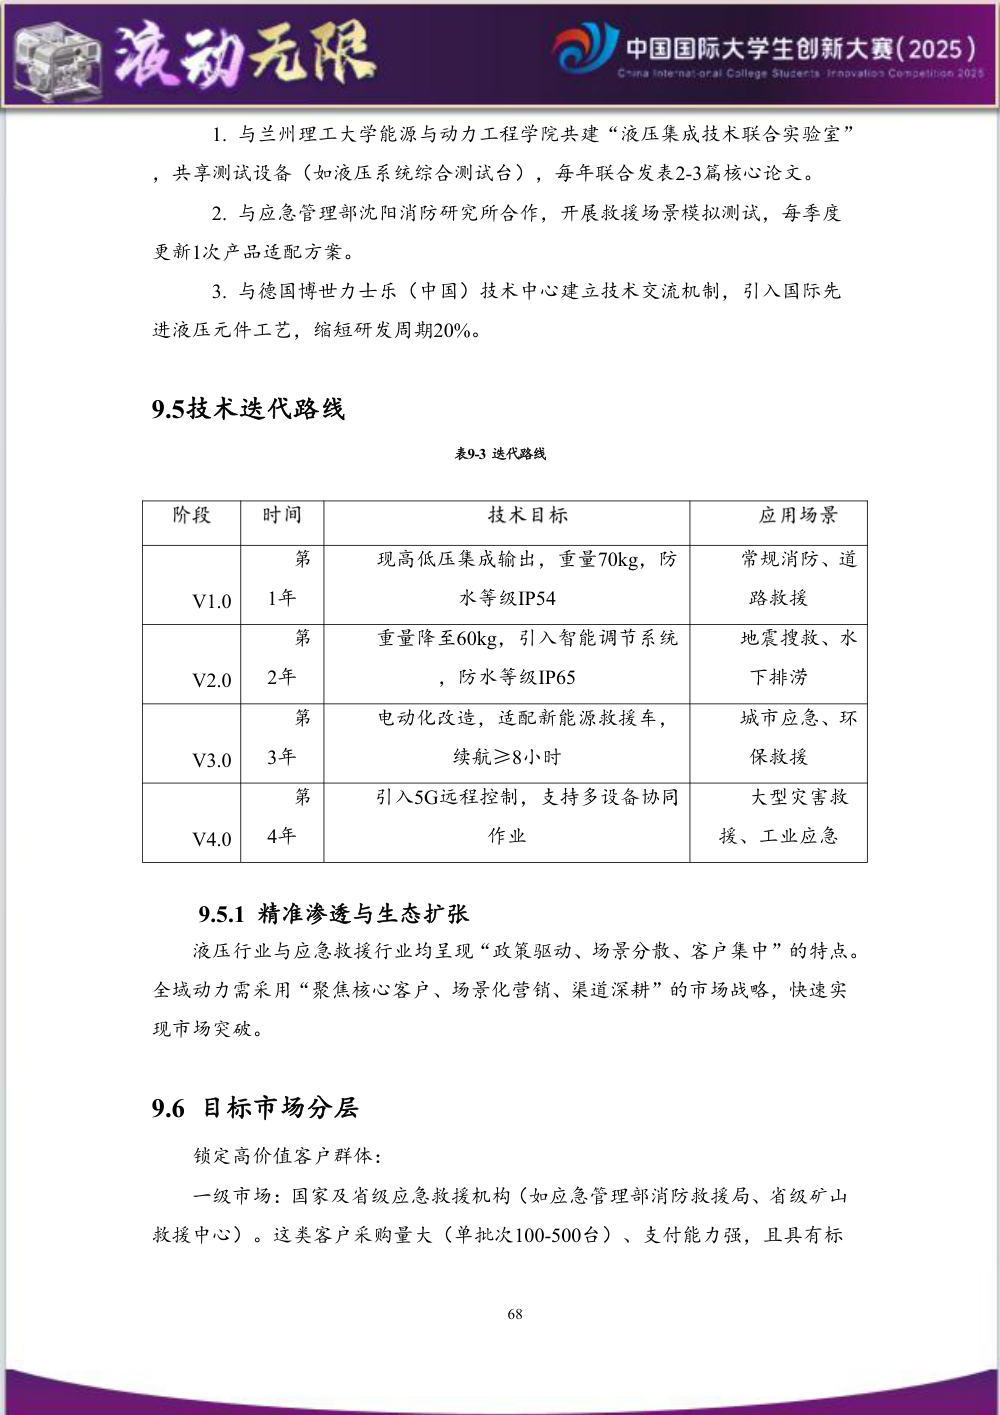 液动无限
中国国际大学生创新大赛(2025)
China International College Students Innovation Competition 2025
1. 与兰州理工大学能源与动力工程学院共建“液压集成技术联合实验室”
，共享测试设备（如液压系统综合测试台），每年联合发表2-3篇核心论文。
2. 与应急管理部沈阳消防研究所合作，开展救援场景模拟测试，每季度
更新1次产品适配方案。
3. 与德国博世力士乐（中国）技术中心建立技术交流机制，引入国际先
进液压元件工艺，缩短研发周期20%。
9.5技术迭代路线
表9-3 迭代路线
阶段 时间 技术目标 应用场景
第 现高低压集成输出，重量70kg，防 常规消防、道
V1.0 1年 水等级IP54 路救援
第 重量降至60kg，引入智能调节系统 地震搜救、水
V2.0 2年 ，防水等级IP65 下排涝
第 电动化改造，适配新能源救援车， 城市应急、环
V3.0 3年 续航≥8小时 保救援
第 引入5G远程控制，支持多设备协同 大型灾害救
V4.0 4年 作业 援、工业应急
9.5.1 精准渗透与生态扩张
液压行业与应急救援行业均呈现“政策驱动、场景分散、客户集中”的特点。
全域动力需采用“聚焦核心客户、场景化营销、渠道深耕”的市场战略，快速实
现市场突破。
9.6 目标市场分层
锁定高价值客户群体：
一级市场：国家及省级应急救援机构（如应急管理部消防救援局、省级矿山
救援中心）。这类客户采购量大（单批次100-500台）、支付能力强，且具有标
68